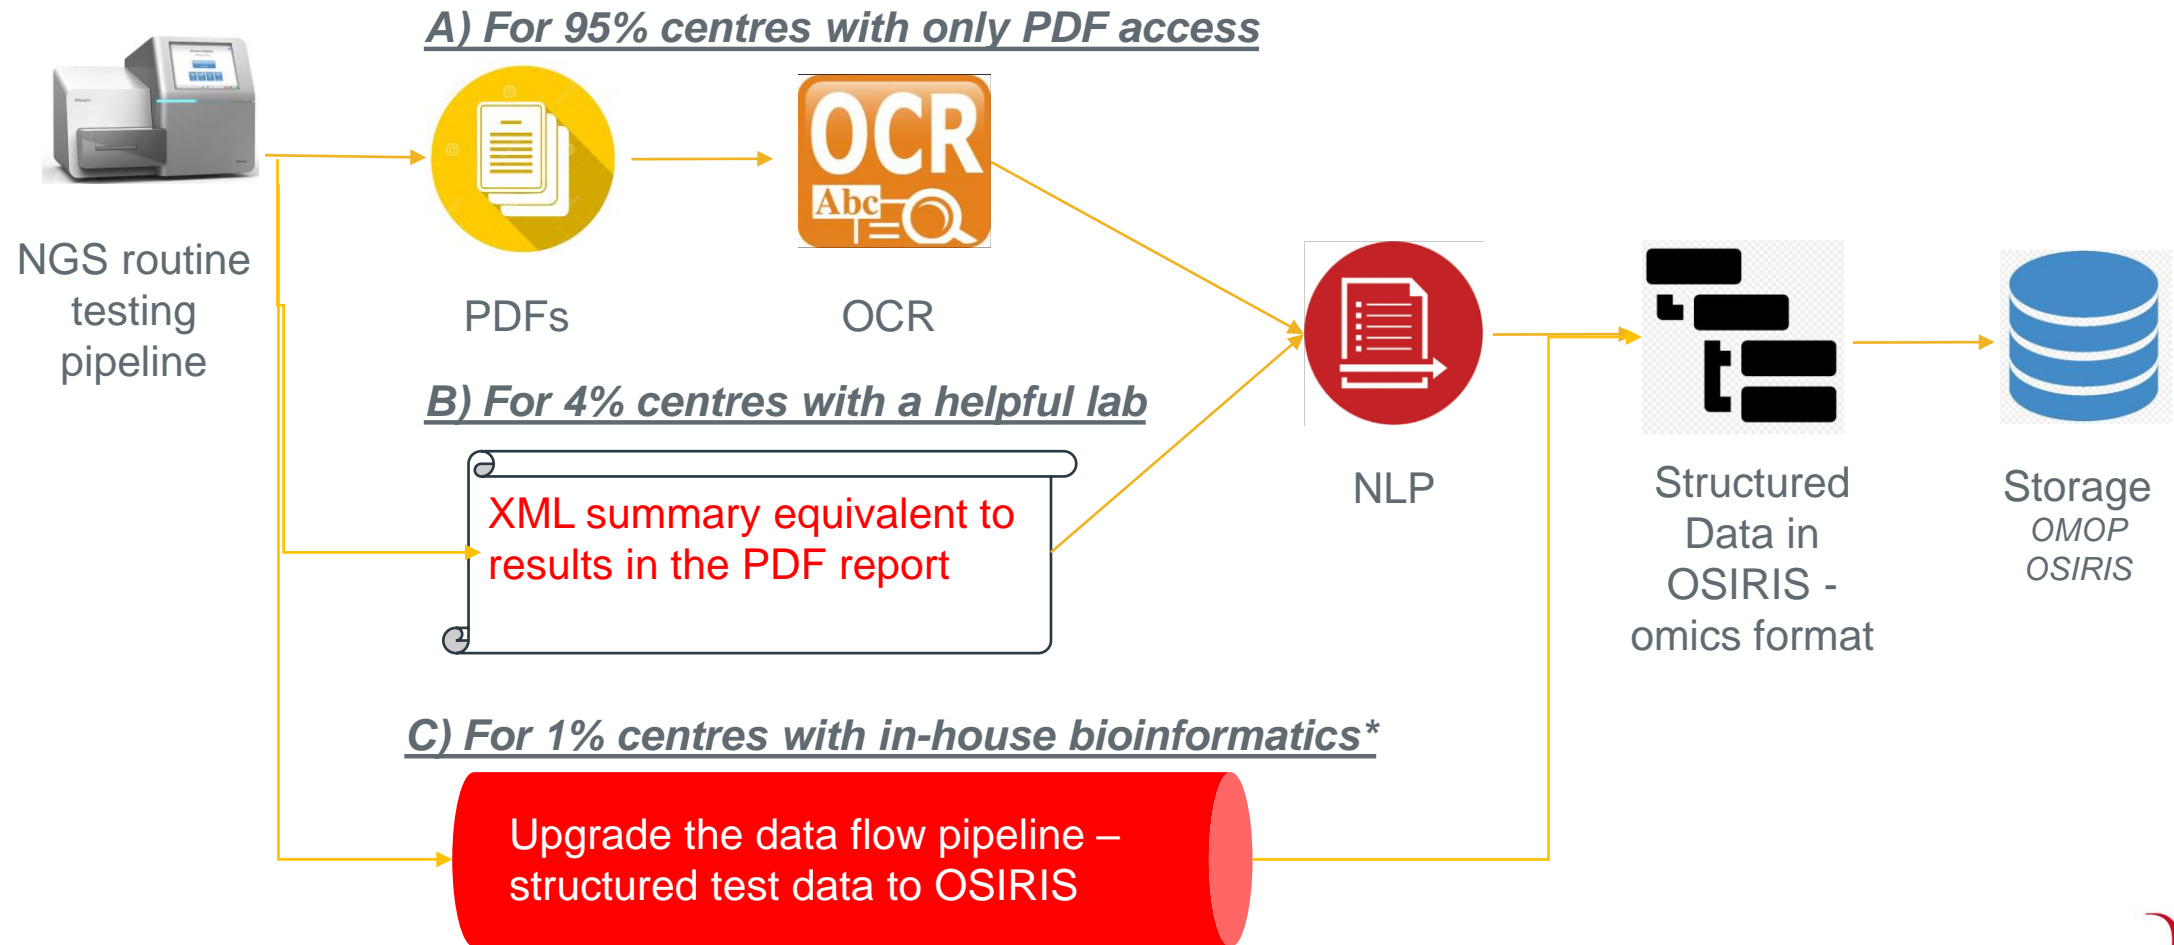 A) For 95% centres with only PDF access
OCR
Abc
NGS routine
testing
pipeline
PDFs
OCR
B) For 4% centres with a helpful lab
XML summary equivalent to
results in the PDF report
NLP
Structured
Data in
OSIRIS -
omics format
Storage
OMOP
OSIRIS
C) For 1% centres with in-house bioinformatics*
Upgrade the data flow pipeline –
structured test data to OSIRIS